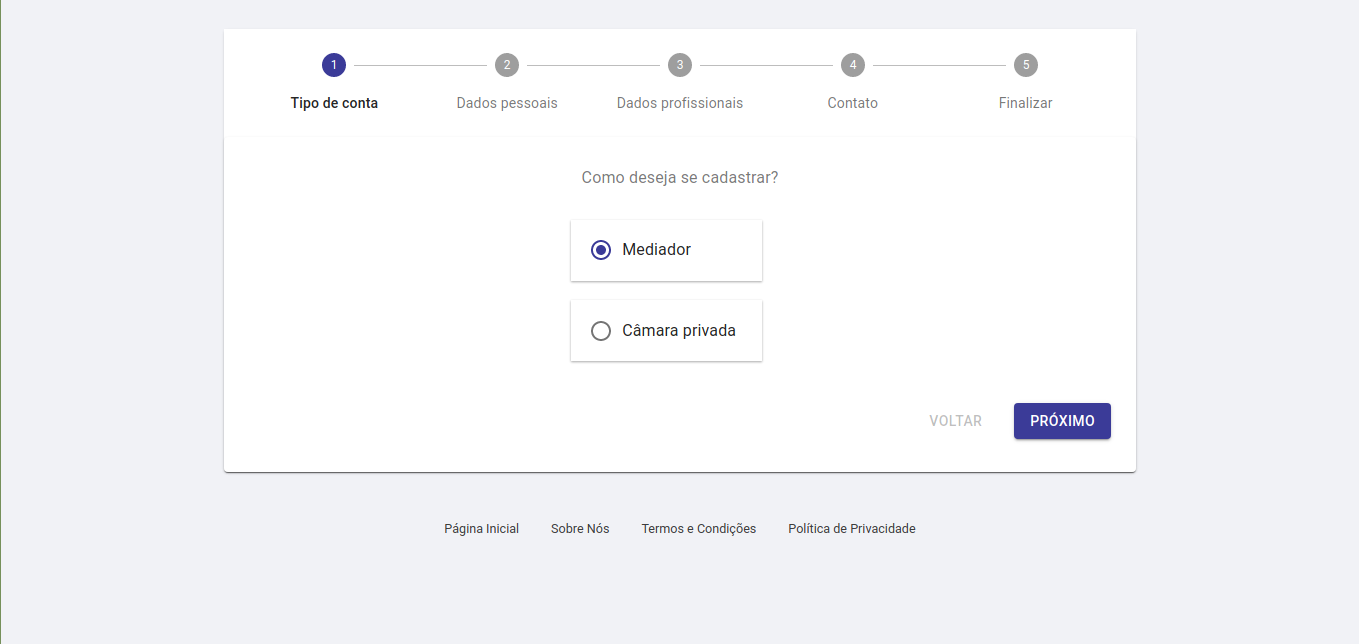 1 2 3 4 5
Tipo de conta Dados pessoais Dados profissionais Contato Finalizar
Como deseja se cadastrar?
Mediador
Câmara privada
VOLTAR PRÓXIMO
Página Inicial Sobre Nós Termos e Condições Política de Privacidade